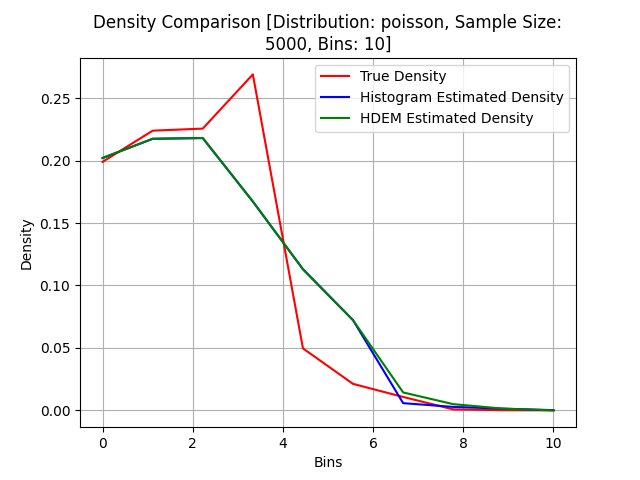 Density Comparison [Distribution: poisson, Sample Size:
5000, Bins: 10]
True Density
Histogram Estimated Density
HDEM Estimated Density
Density
0.25
0.20
0.15
0.10
0.05
0.00
0
2
4
6
8
10
Bins